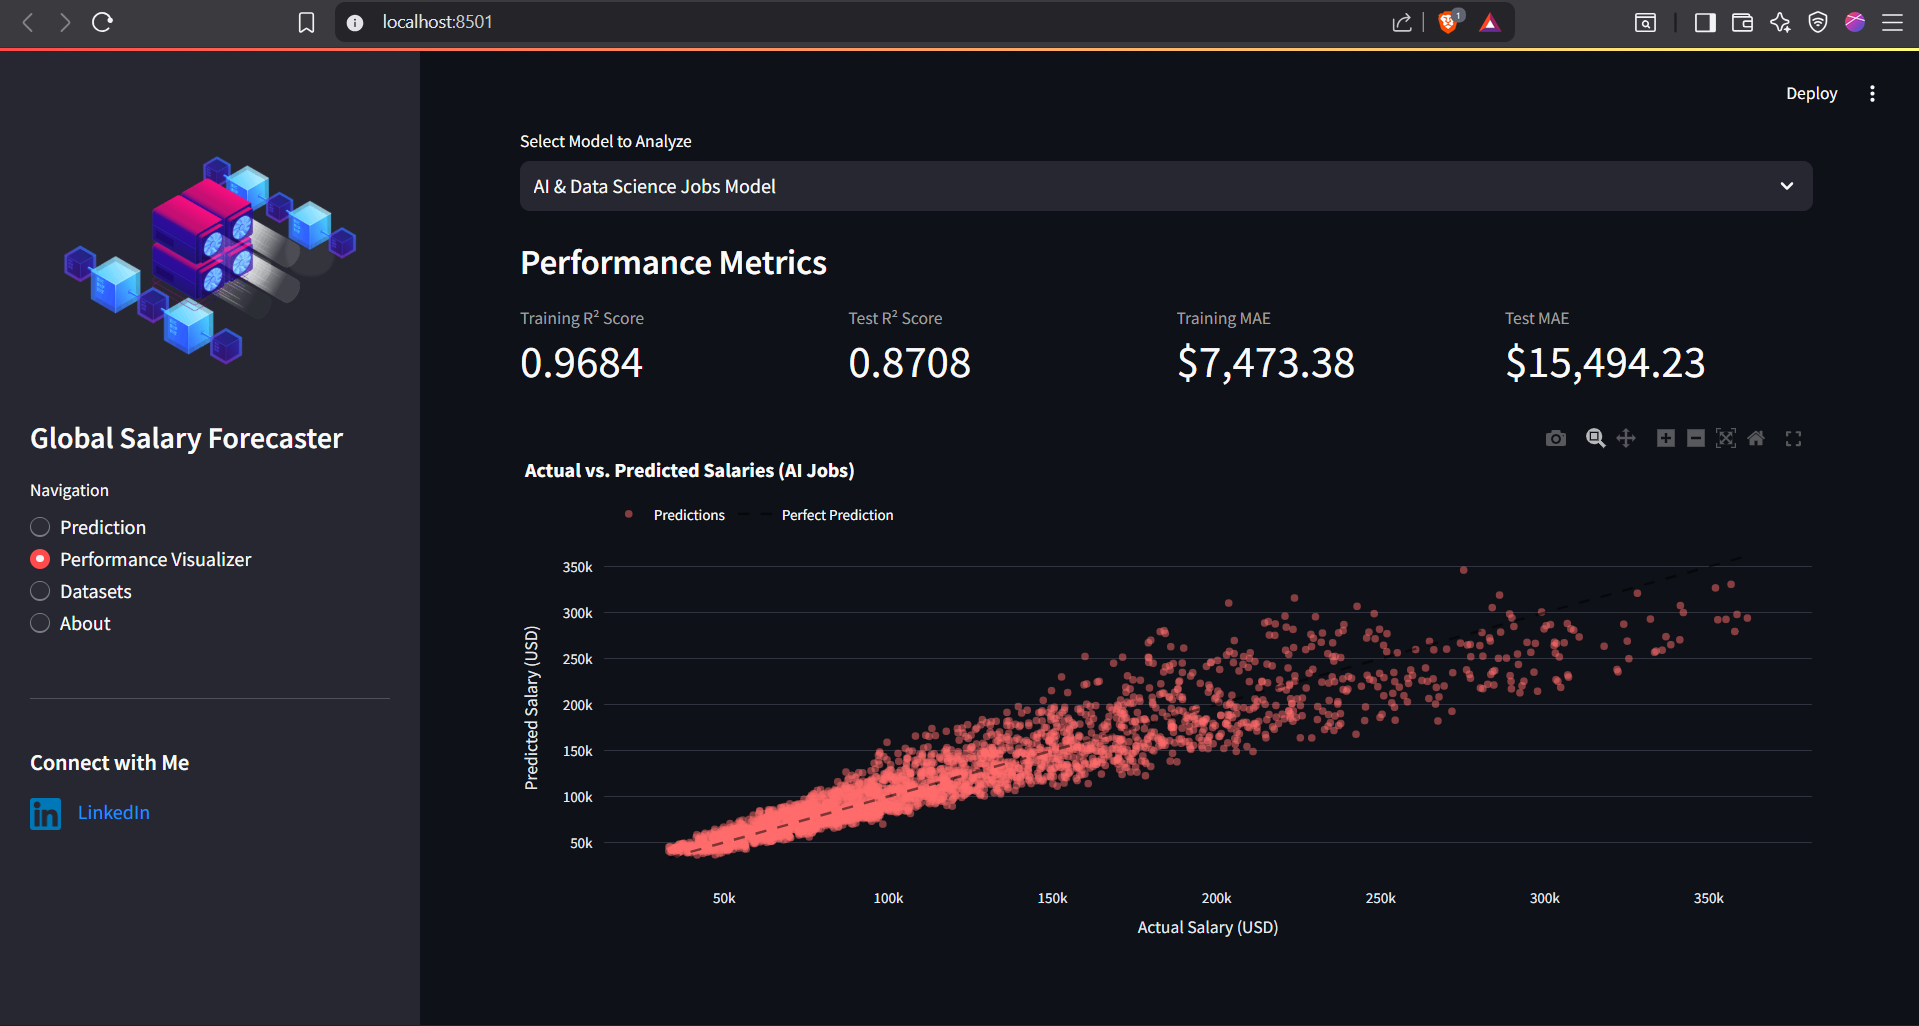 localhost:8501
1
Deploy
Global Salary Forecaster
Navigation
Prediction
Performance Visualizer
Datasets
About
Connect with Me
in LinkedIn
Select Model to Analyze
AI & Data Science Jobs Model
Performance Metrics
Training R² Score
0.9684
Test R² Score
0.8708
Training MAE
$7,473.38
Test MAE
$15,494.23
Actual vs. Predicted Salaries (AI Jobs)
Predictions
Perfect Prediction
Predicted Salary (USD)
350k
300k
250k
200k
150k
100k
50k
50k 100k 150k 200k 250k 300k 350k
Actual Salary (USD)